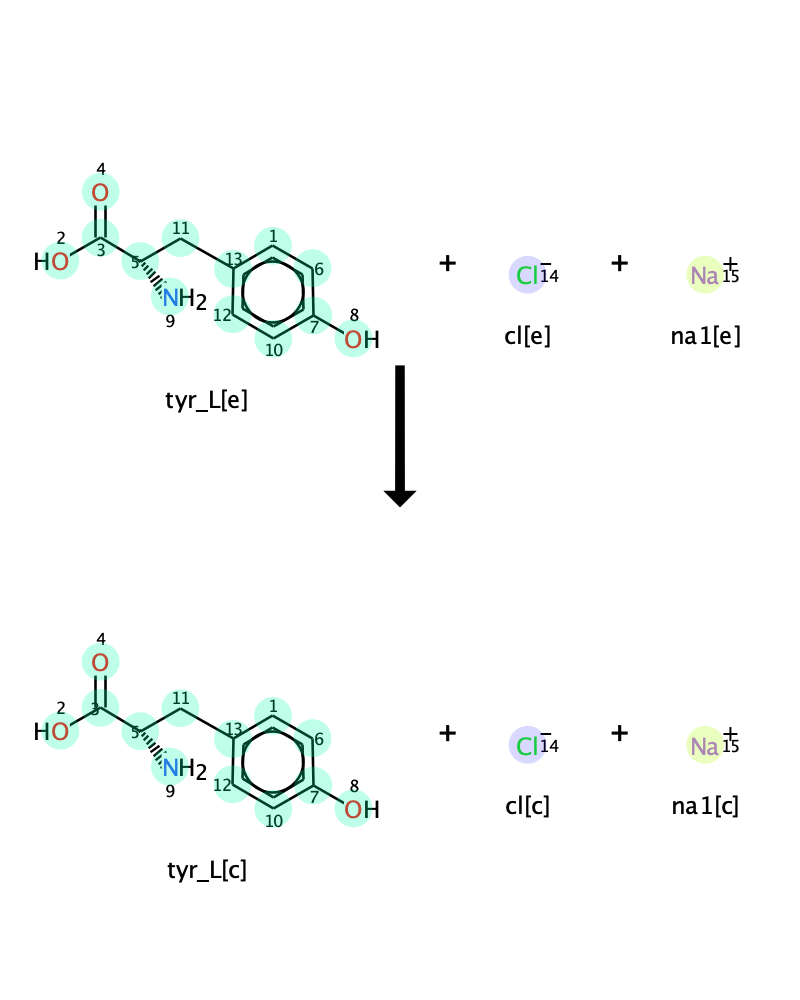 4
O
2
3
HO
5
11
NH2
9
13
1
6
12
7
10
8
OH
+
Cl−
14
+
Na+
15
tyr_L[e]
cl[e]
na1[e]
4
O
2
3
HO
5
11
NH2
9
13
1
6
12
7
10
8
OH
+
Cl−
14
+
Na+
15
tyr_L[c]
cl[c]
na1[c]